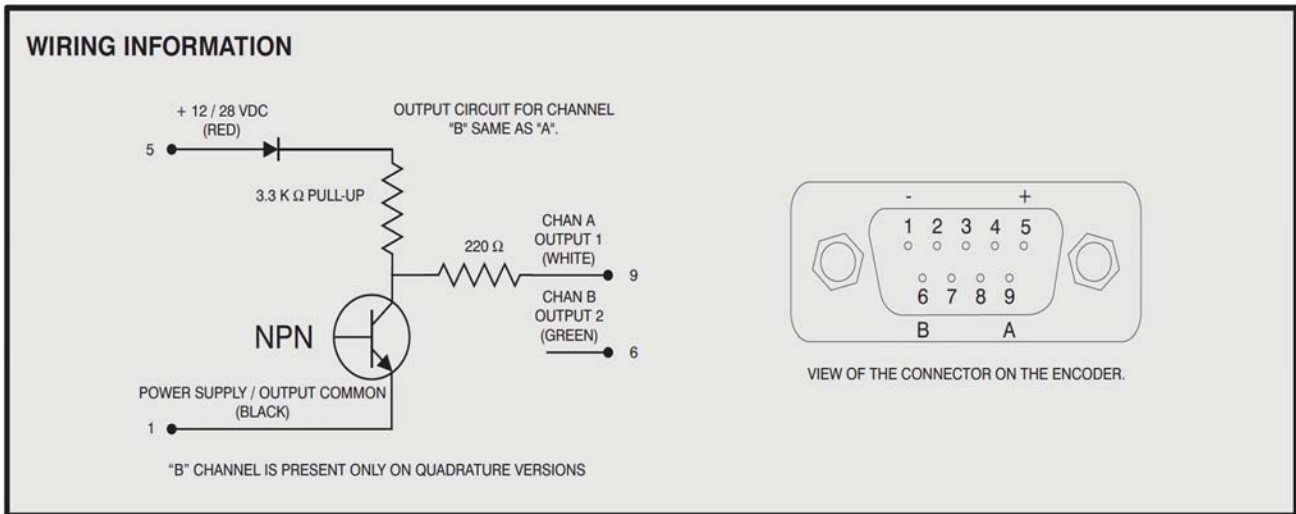 WIRING INFORMATION
+ 12 / 28 VDC
(RED)
5
OUTPUT CIRCUIT FOR CHANNEL
"B" SAME AS "A".
3.3 K Ω PULL-UP
220 Ω
CHAN A
OUTPUT 1
(WHITE)
9
CHAN B
OUTPUT 2
(GREEN)
6
NPN
POWER SUPPLY / OUTPUT COMMON
(BLACK)
1
"B" CHANNEL IS PRESENT ONLY ON QUADRATURE VERSIONS
- +
1 2 3 4 5
6 7 8 9
B A
VIEW OF THE CONNECTOR ON THE ENCODER.